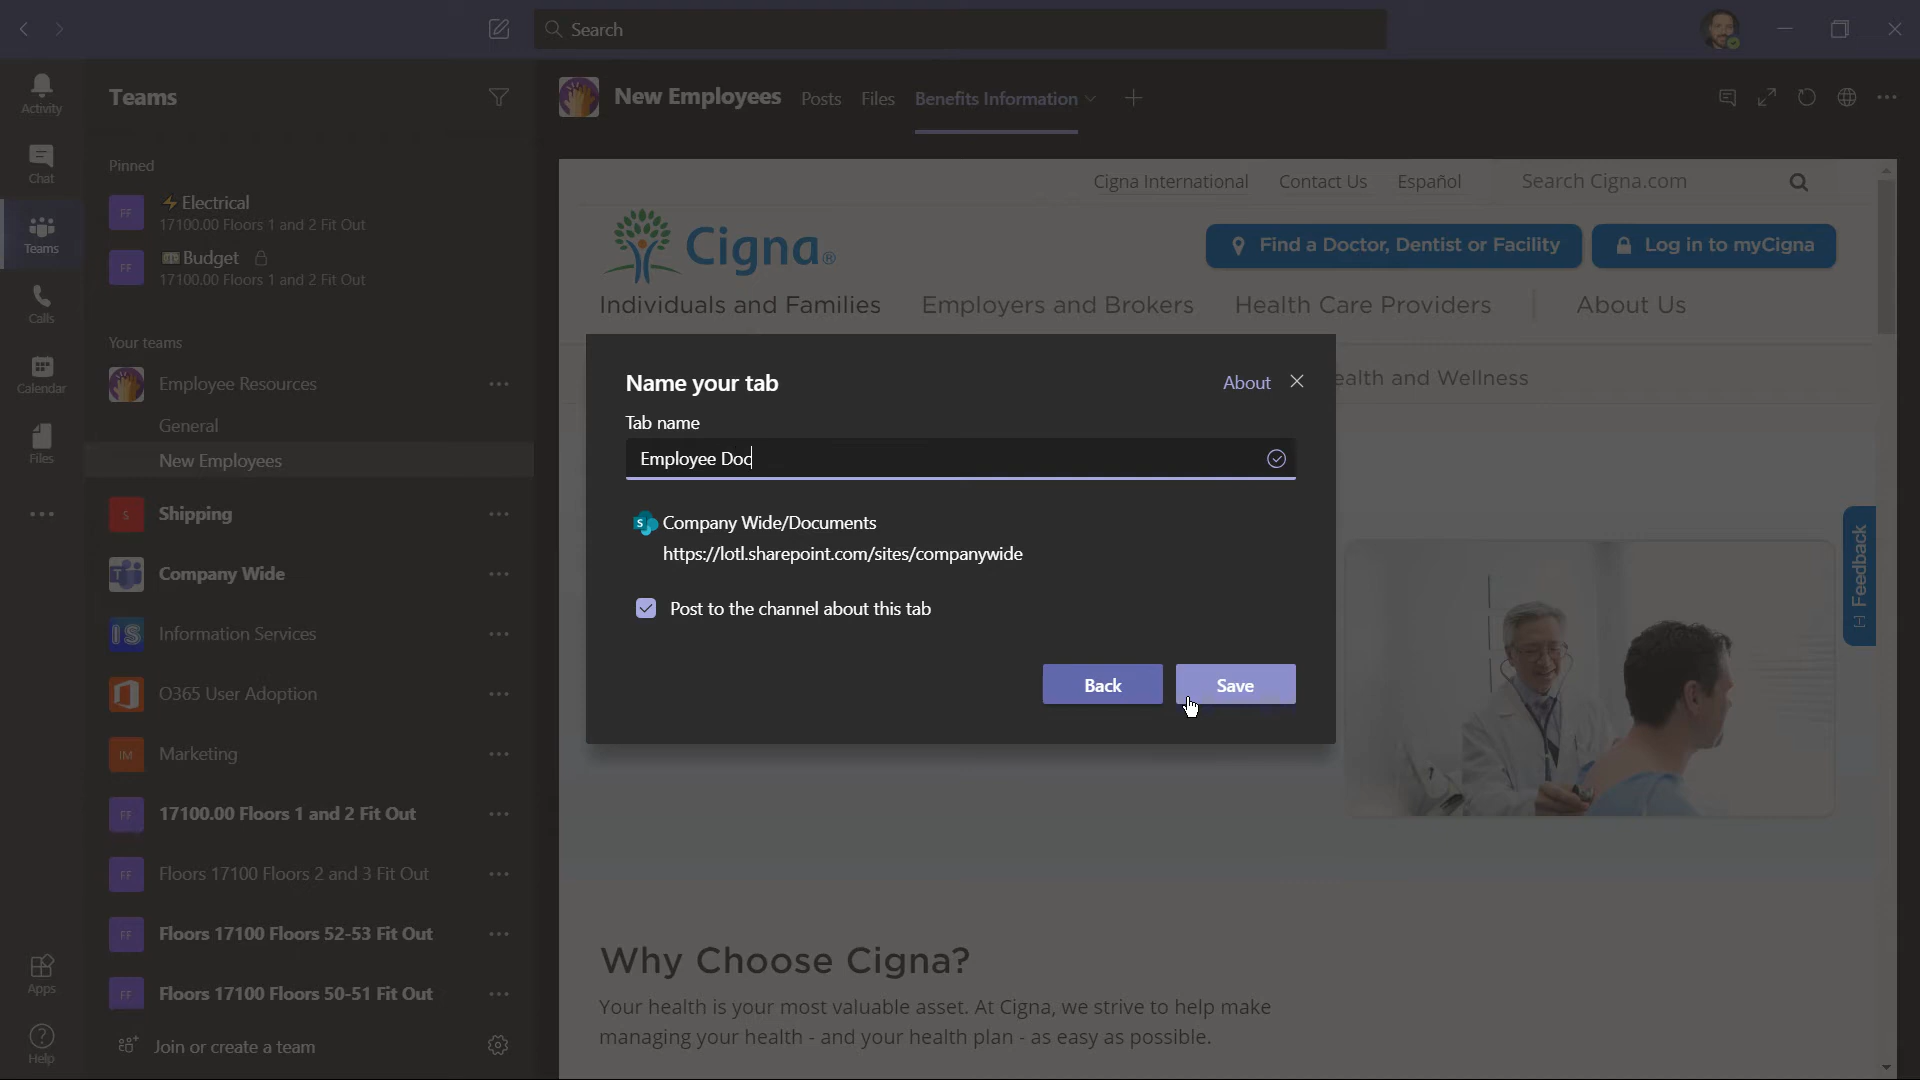 Search
Activity
Chat
Teams
Calls
Calendar
Files
Apps
Help
Teams
Pinned
FF
⚡Electrical
17100.00 Floors 1 and 2 Fit Out
FF
Budget
17100.00 Floors 1 and 2 Fit Out
Your teams
Employee Resources
General
New Employees
S
Shipping
Company Wide
IS
Information Services
O365 User Adoption
IM
Marketing
FF
17100.00 Floors 1 and 2 Fit Out
FF
Floors 17100 Floors 2 and 3 Fit Out
FF
Floors 17100 Floors 52-53 Fit Out
FF
Floors 17100 Floors 50-51 Fit Out
Join or create a team
New Employees Posts Files Benefits Information
Cigna International Contact Us Español Search Cigna.com
Cigna®
Find a Doctor, Dentist or Facility Log in to myCigna
Individuals and Families Employers and Brokers Health Care Providers About Us
ealth and Wellness
Name your tab About
Tab name
Employee Doc
S Company Wide/Documents
https://lotl.sharepoint.com/sites/companywide
Post to the channel about this tab
Back Save
Feedback
Why Choose Cigna?
Your health is your most valuable asset. At Cigna, we strive to help make
managing your health - and your health plan - as easy as possible.